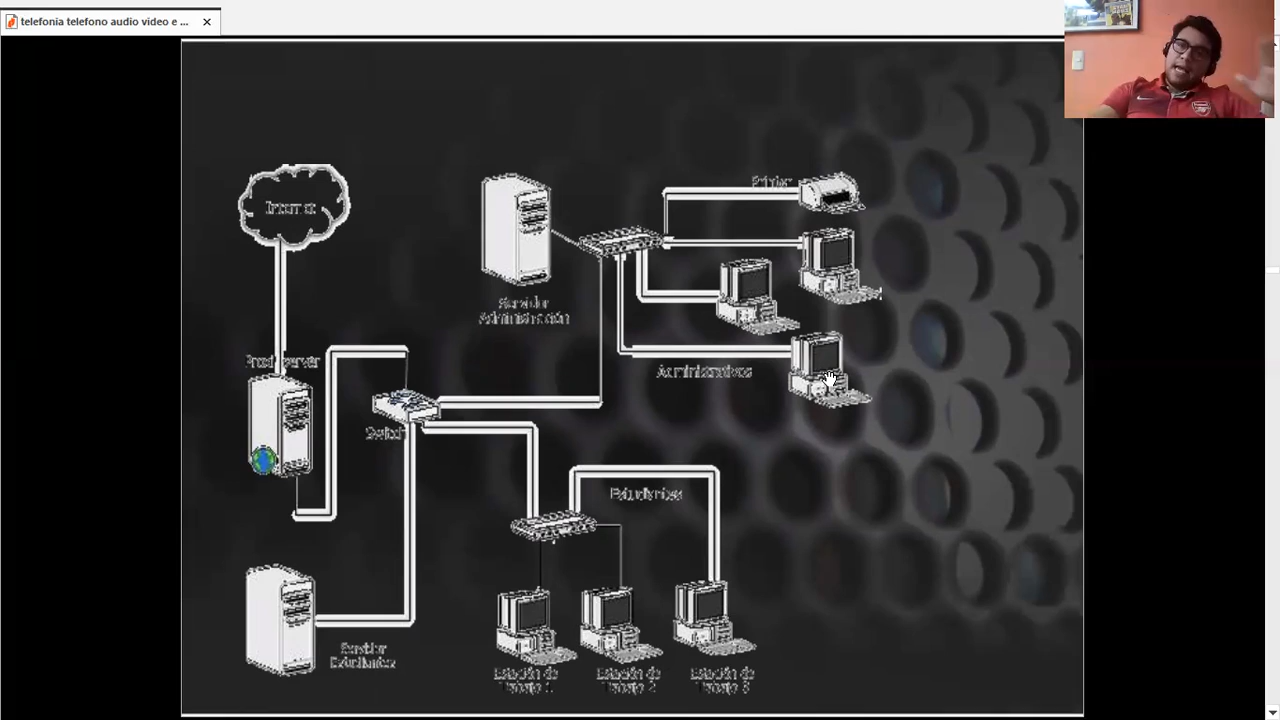 telefonia telefono audio video e ...
Internet
Printer
Servidor
Administración
Proxi server
Administrativos
Switch
Estudiantes
Servidor
Estudiantes
Estación de
Trabajo 1
Estación de
Trabajo 2
Estación de
Trabajo 3